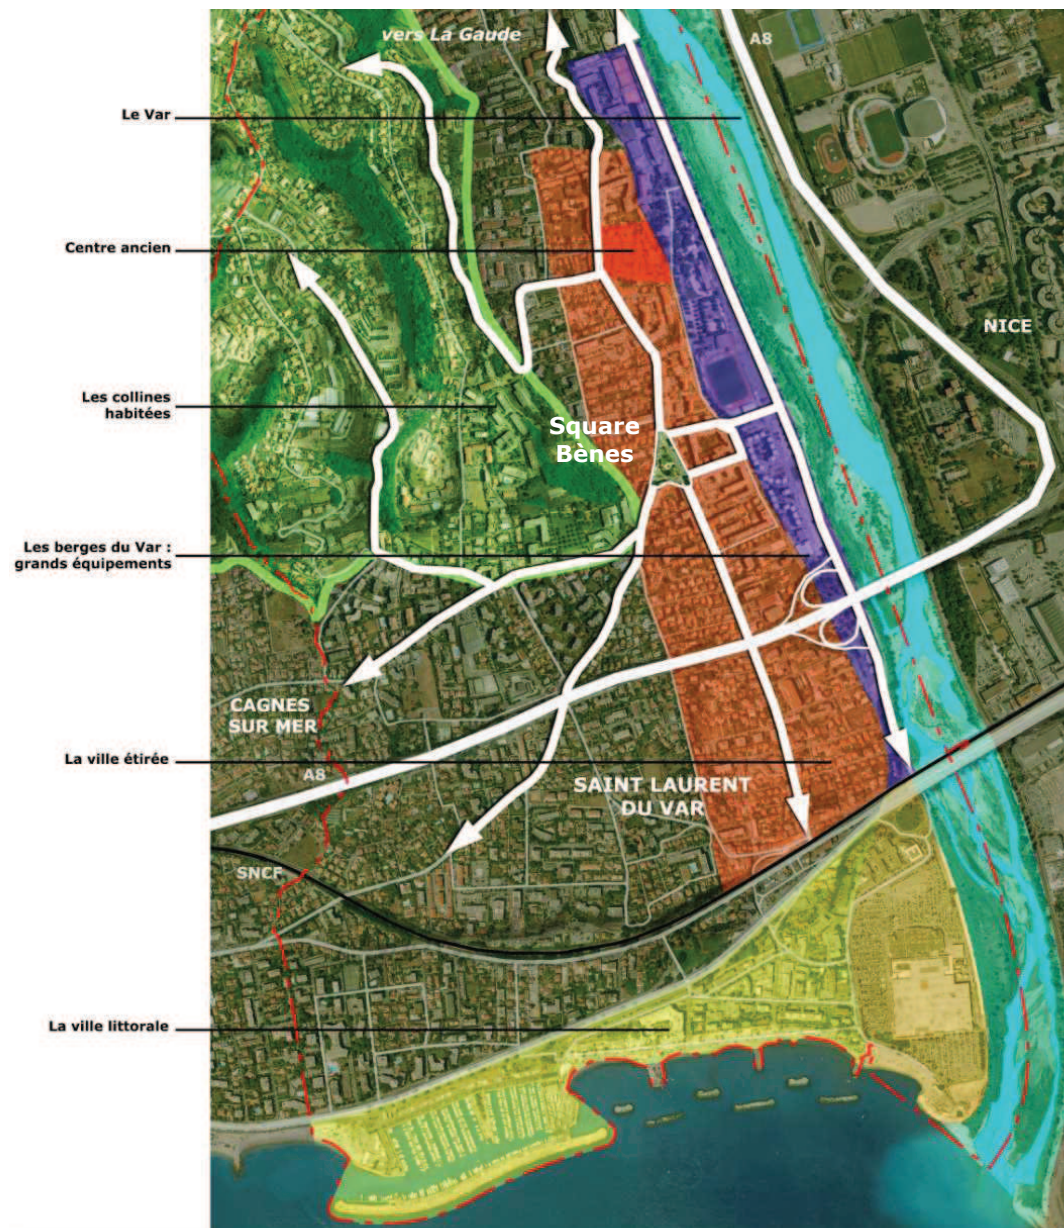 vers La Gaude
A8
Le Var
Centre ancien
NICE
Les collines
habitées
Square
Bènes
Les berges du Var :
grands équipements
CAGNES
SUR MER
La ville étirée
A8
SAINT LAURENT
DU VAR
SNCF
La ville littorale